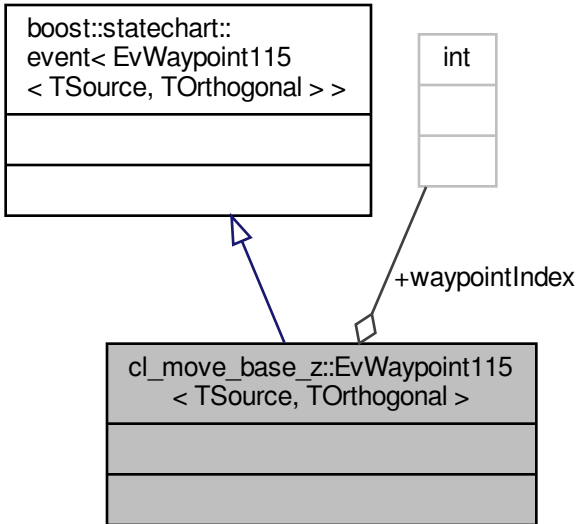 boost::statechart::
event< EvWaypoint115
< TSource, TOrthogonal > >
int
+waypointIndex
cl_move_base_z::EvWaypoint115
< TSource, TOrthogonal >